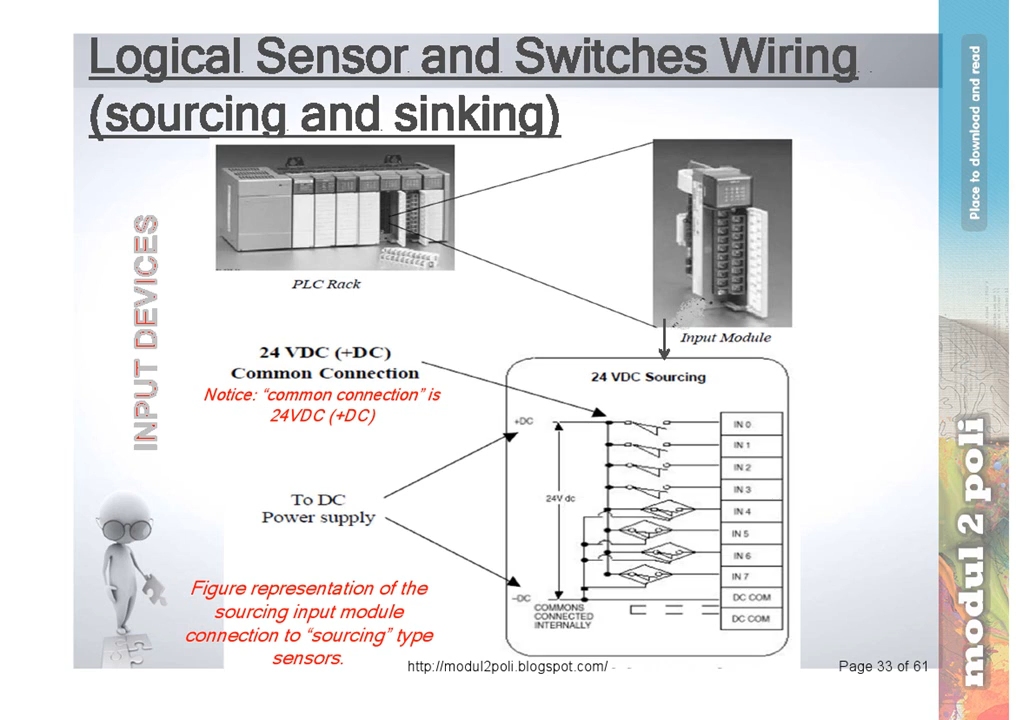 Logical Sensor and Switches Wiring
(sourcing and sinking)
Place to download and read
INPUT DEVICES
PLC Rack
Input Module
24 VDC (+DC)
Common Connection
Notice: “common connection” is
24VDC (+DC)
24 VDC Sourcing
+DC
IN 0
IN 1
IN 2
IN 3
24V dc
IN 4
IN 5
IN 6
IN 7
To DC
Power supply
–DC
COMMONS
CONNECTED
INTERNALLY
DC COM
DC COM
Figure representation of the
sourcing input module
connection to “sourcing” type
sensors.
http://modul2poli.blogspot.com/
Page 33 of 61
modul 2 poli